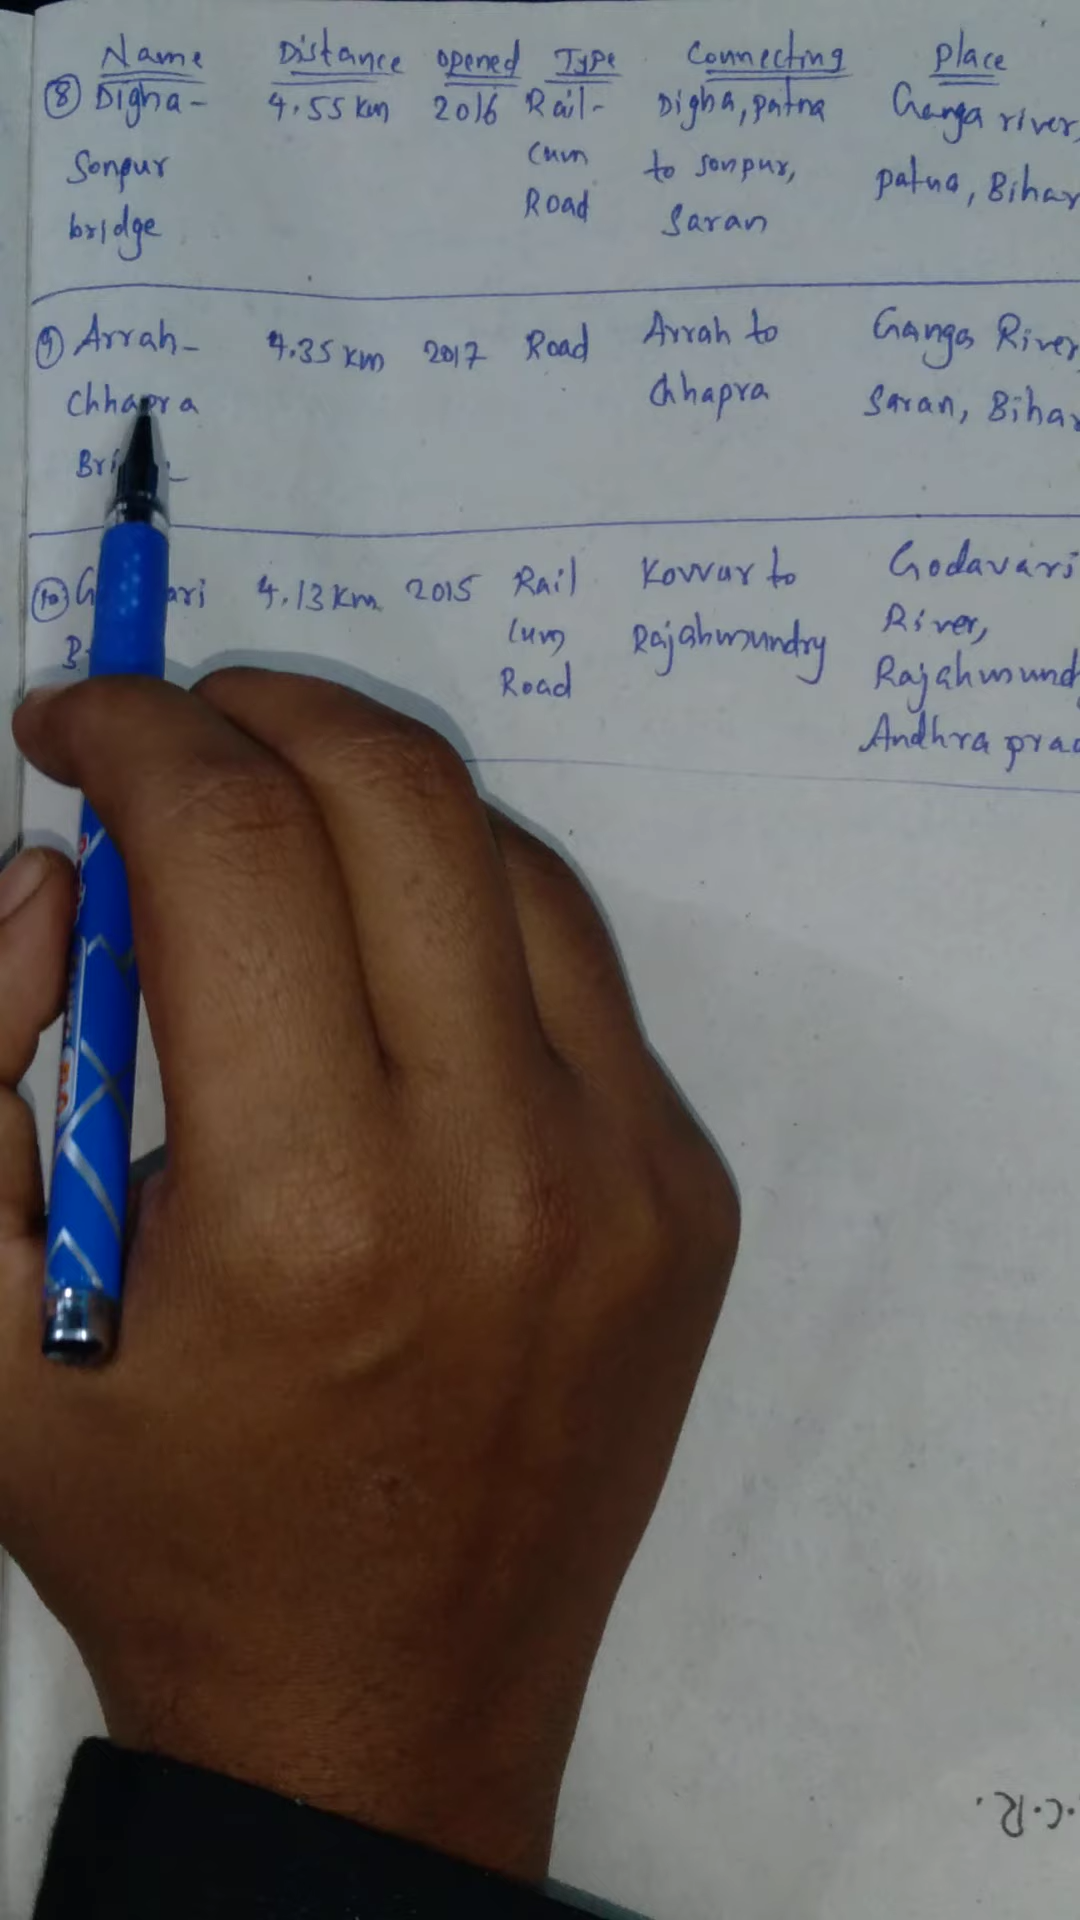 Name Distance opened Type Connecting place
⑧ Digha- 4.55 km 2016 Rail- Digha, patna Ganga river,
Sonpur cum to sonpur, patna, Bihar
bridge Road Saran
⑨ Arrah- 4.35 km 2017 Road Arrah to Ganga River,
Chhapra Chhapra Saran, Bihar
⑩ 4.13 km 2015 Rail Kovvur to Godavari
cum Rajahmundry River,
Road Rajahmund
Andhra prad
.C.R.